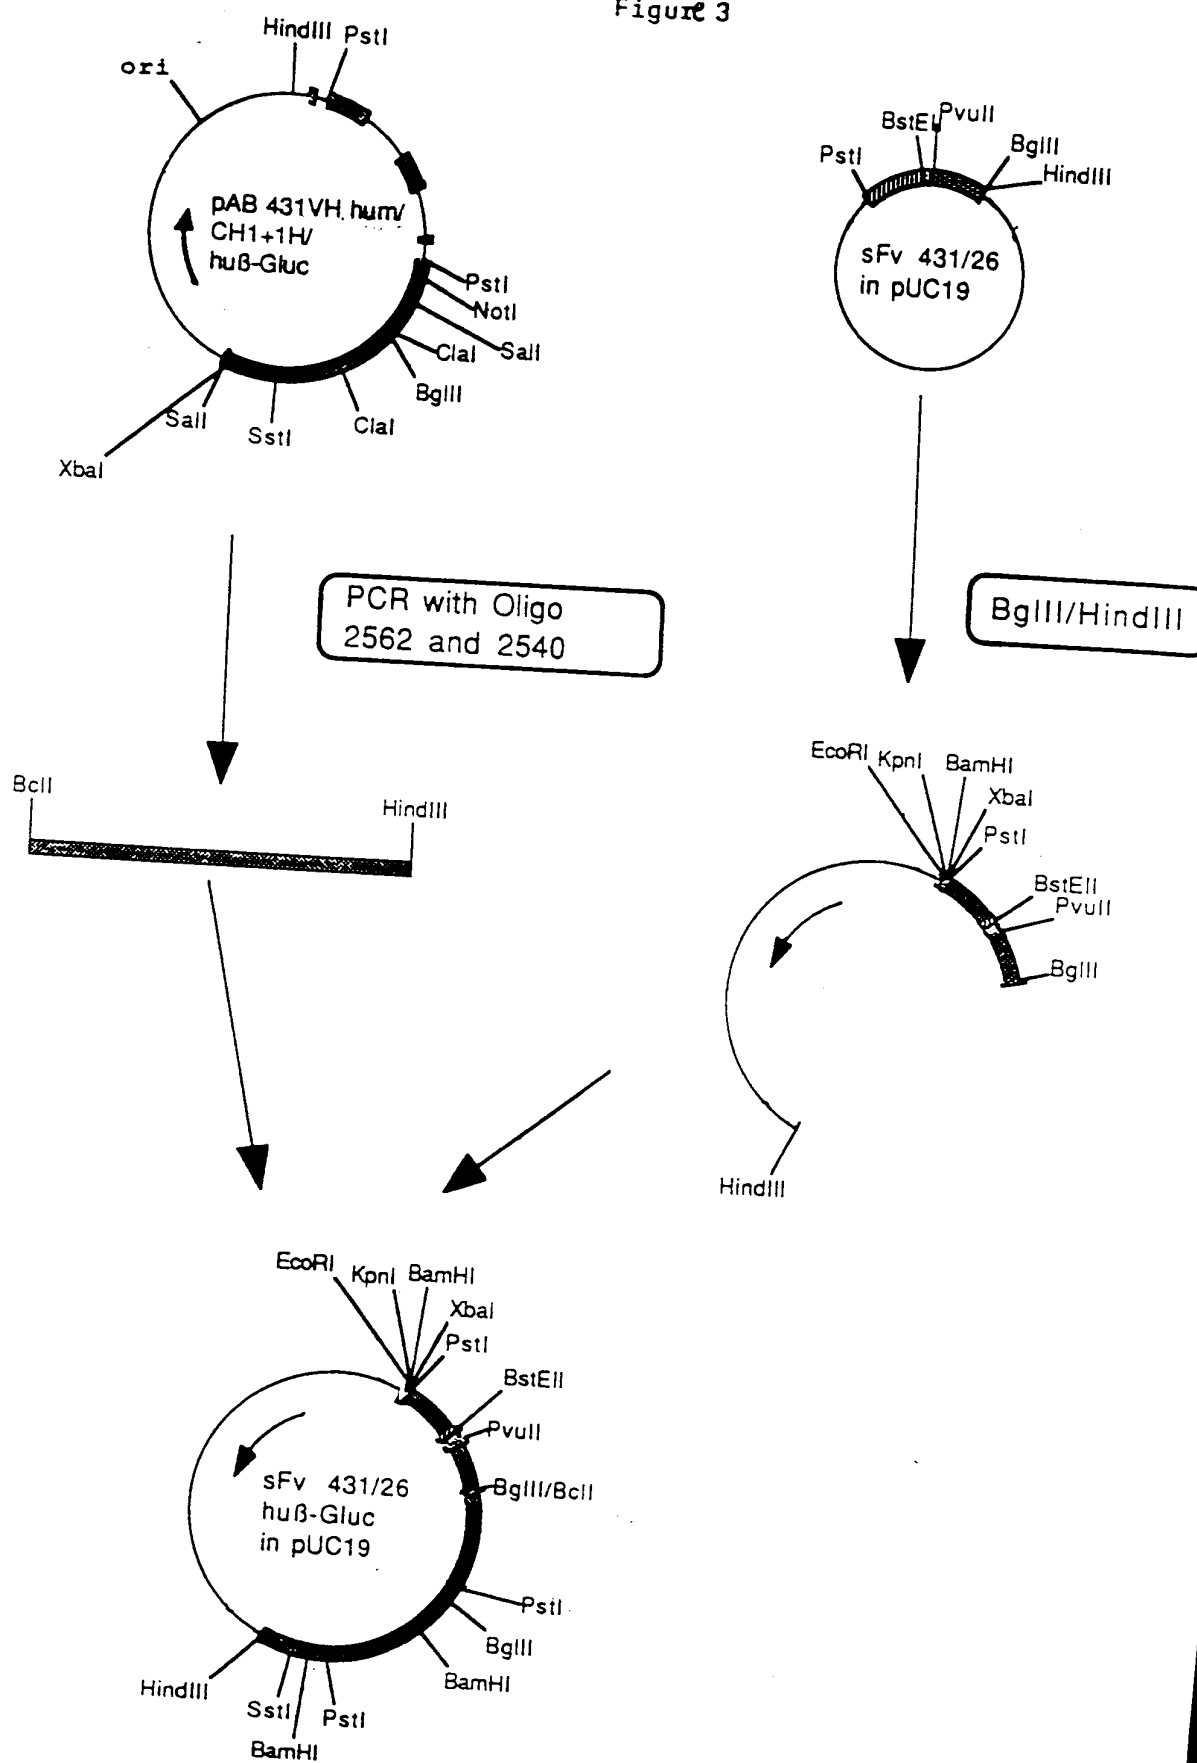 Figure 3
HindIII PstI
ori
pAB 431VH hum/
CH1+1H/
huß-Gluc
PstI
NotI
SalI
ClaI
BglII
ClaI
SstI
SalI
XbaI
BstEII
PvuII
PstI
BglII
HindIII
sFv 431/26
in pUC19
PCR with Oligo
2562 and 2540
BglII/HindIII
BclI
HindIII
EcoRI KpnI BamHI
XbaI
PstI
BstEII
PvuII
BglII
HindIII
EcoRI KpnI BamHI
XbaI
PstI
BstEII
PvuII
BglII/BclI
sFv 431/26
huß-Gluc
in pUC19
PstI
BglII
BamHI
HindIII
SstI
PstI
BamHI